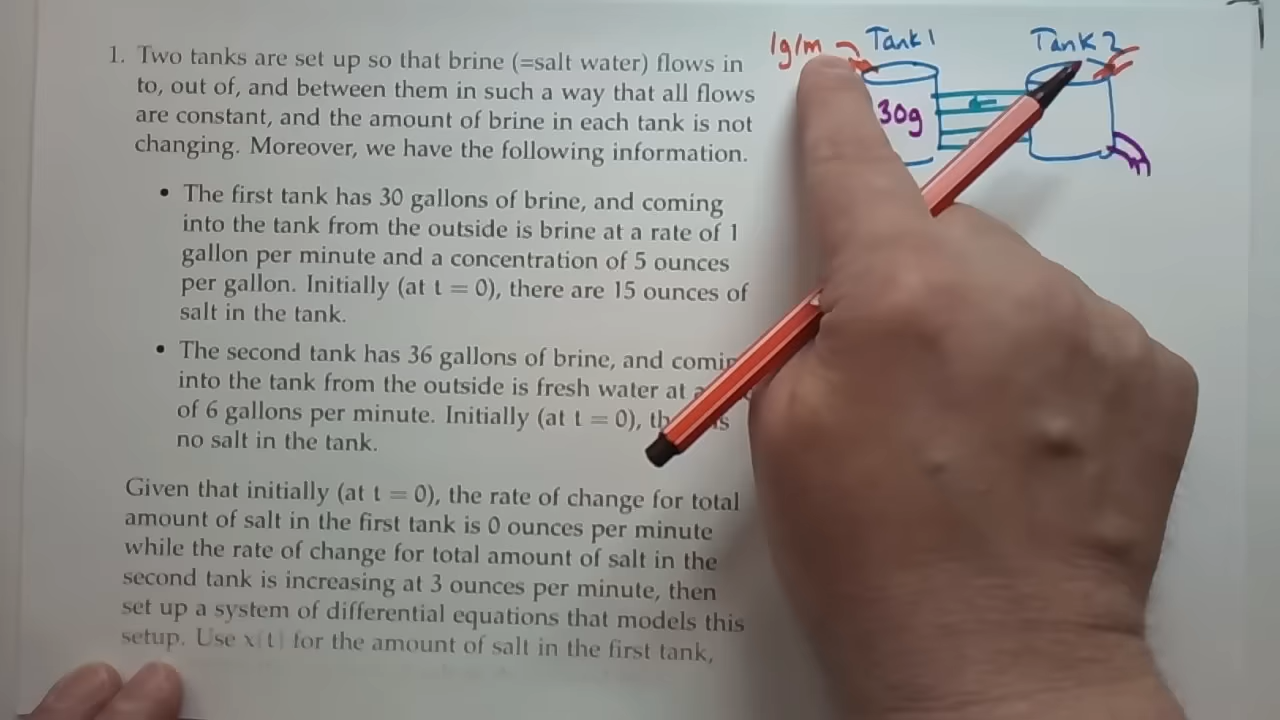 1. Two tanks are set up so that brine (=salt water) flows in
to, out of, and between them in such a way that all flows
are constant, and the amount of brine in each tank is not
changing. Moreover, we have the following information.
• The first tank has 30 gallons of brine, and coming
into the tank from the outside is brine at a rate of 1
gallon per minute and a concentration of 5 ounces
per gallon. Initially (at t = 0), there are 15 ounces of
salt in the tank.
• The second tank has 36 gallons of brine, and
into the tank from the outside is fresh water at
of 6 gallons per minute. Initially (at t = 0),
no salt in the tank.
Given that initially (at t = 0), the rate of change for total
amount of salt in the first tank is 0 ounces per minute
while the rate of change for total amount of salt in the
second tank is increasing at 3 ounces per minute, then
set up a system of differential equations that models this
setup. Use x(t) for the amount of salt in the first tank,
1g/m
Tank 1
Tank 2
30g